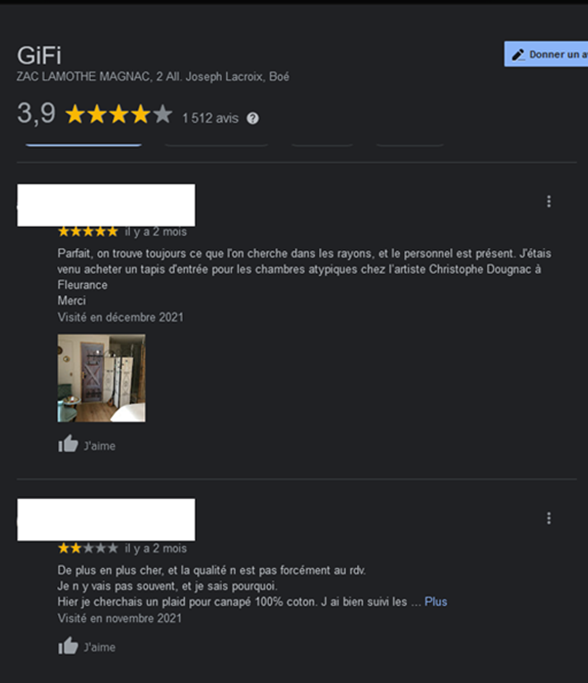 GiFi
ZAC LAMOTHE MAGNAC, 2 All. Joseph Lacroix, Boé
Donner un a
3,9 1 512 avis
il y a 2 mois
Parfait, on trouve toujours ce que l'on cherche dans les rayons, et le personnel est présent. J'étais
venu acheter un tapis d'entrée pour les chambres atypiques chez l'artiste Christophe Dougnac à
Fleurance
Merci
Visité en décembre 2021
J'aime
il y a 2 mois
De plus en plus cher, et la qualité n est pas forcément au rdv.
Je n y vais pas souvent, et je sais pourquoi.
Hier je cherchais un plaid pour canapé 100% coton. J ai bien suivi les ... Plus
Visité en novembre 2021
J'aime